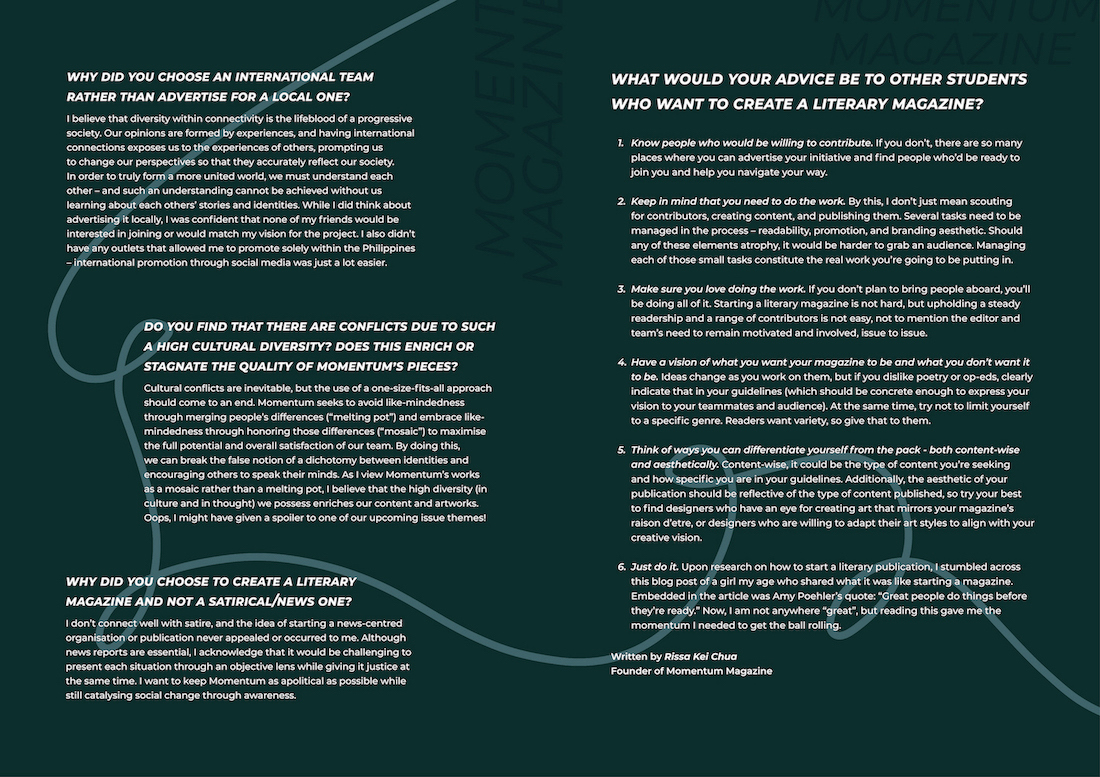 MOMENTUM
MAGAZINE
MOMENT
MAGAZINE
WHY DID YOU CHOOSE AN INTERNATIONAL TEAM
RATHER THAN ADVERTISE FOR A LOCAL ONE?
I believe that diversity within connectivity is the lifeblood of a progressive
society. Our opinions are formed by experiences, and having international
connections exposes us to the experiences of others, prompting us
to change our perspectives so that they accurately reflect our society.
In order to truly form a more united world, we must understand each
other – and such an understanding cannot be achieved without us
learning about each others' stories and identities. While I did think about
advertising it locally, I was confident that none of my friends would be
interested in joining or would match my vision for the project. I also didn't
have any outlets that allowed me to promote solely within the Philippines
– international promotion through social media was just a lot easier.
DO YOU FIND THAT THERE ARE CONFLICTS DUE TO SUCH
A HIGH CULTURAL DIVERSITY? DOES THIS ENRICH OR
STAGNATE THE QUALITY OF MOMENTUM'S PIECES?
Cultural conflicts are inevitable, but the use of a one-size-fits-all approach
should come to an end. Momentum seeks to avoid like-mindedness
through merging people's differences ("melting pot") and embrace like-
mindedness through honoring those differences ("mosaic") to maximise
the full potential and overall satisfaction of our team. By doing this,
we can break the false notion of a dichotomy between identities and
encouraging others to speak their minds. As I view Momentum's works
as a mosaic rather than a melting pot, I believe that the high diversity (in
culture and in thought) we possess enriches our content and artworks.
Oops, I might have given a spoiler to one of our upcoming issue themes!
WHY DID YOU CHOOSE TO CREATE A LITERARY
MAGAZINE AND NOT A SATIRICAL/NEWS ONE?
I don't connect well with satire, and the idea of starting a news-centred
organisation or publication never appealed or occurred to me. Although
news reports are essential, I acknowledge that it would be challenging to
present each situation through an objective lens while giving it justice at
the same time. I want to keep Momentum as apolitical as possible while
still catalysing social change through awareness.
WHAT WOULD YOUR ADVICE BE TO OTHER STUDENTS
WHO WANT TO CREATE A LITERARY MAGAZINE?
1. Know people who would be willing to contribute. If you don't, there are so many
places where you can advertise your initiative and find people who'd be ready to
join you and help you navigate your way.
2. Keep in mind that you need to do the work. By this, I don't just mean scouting
for contributors, creating content, and publishing them. Several tasks need to be
managed in the process – readability, promotion, and branding aesthetic. Should
any of these elements atrophy, it would be harder to grab an audience. Managing
each of those small tasks constitute the real work you're going to be putting in.
3. Make sure you love doing the work. If you don't plan to bring people aboard, you'll
be doing all of it. Starting a literary magazine is not hard, but upholding a steady
readership and a range of contributors is not easy, not to mention the editor and
team's need to remain motivated and involved, issue to issue.
4. Have a vision of what you want your magazine to be and what you don't want it
to be. Ideas change as you work on them, but if you dislike poetry or op-eds, clearly
indicate that in your guidelines (which should be concrete enough to express your
vision to your teammates and audience). At the same time, try not to limit yourself
to a specific genre. Readers want variety, so give that to them.
5. Think of ways you can differentiate yourself from the pack - both content-wise
and aesthetically. Content-wise, it could be the type of content you're seeking
and how specific you are in your guidelines. Additionally, the aesthetic of your
publication should be reflective of the type of content published, so try your best
to find designers who have an eye for creating art that mirrors your magazine's
raison d'etre, or designers who are willing to adapt their art styles to align with your
creative vision.
6. Just do it. Upon research on how to start a literary publication, I stumbled across
this blog post of a girl my age who shared what it was like starting a magazine.
Embedded in the article was Amy Poehler's quote: "Great people do things before
they're ready." Now, I am not anywhere "great", but reading this gave me the
momentum I needed to get the ball rolling.
Written by Rissa Kei Chua
Founder of Momentum Magazine